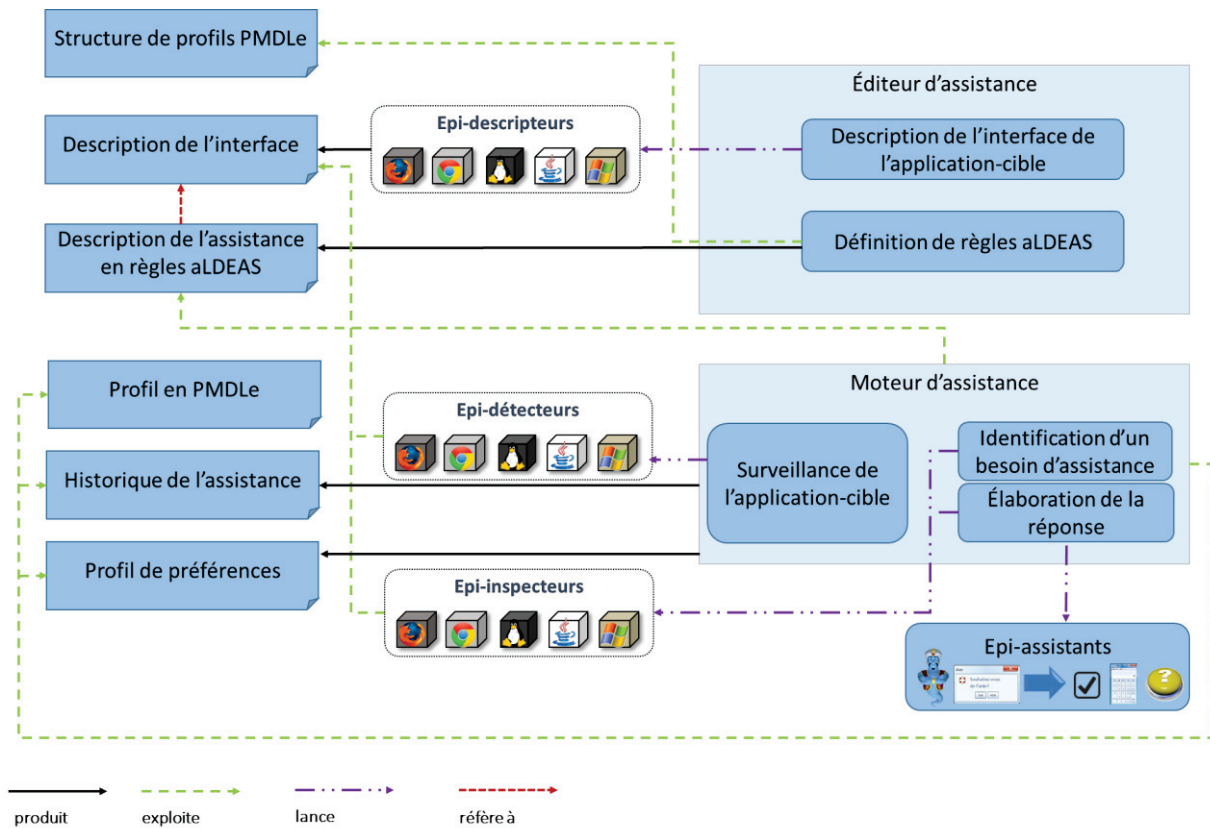 Structure de profils PMDLe
Éditeur d'assistance
Description de l'interface
Epi-descripteurs
Description de l'interface de
l'application-cible
Description de l'assistance
en règles aLDEAS
Définition de règles aLDEAS
Profil en PMDLe
Moteur d'assistance
Epi-détecteurs
Historique de l'assistance
Surveillance de
l'application-cible
Identification d'un
besoin d'assistance
Élaboration de la
réponse
Profil de préférences
Epi-inspecteurs
Epi-assistants
produit
exploite
lance
réfère à